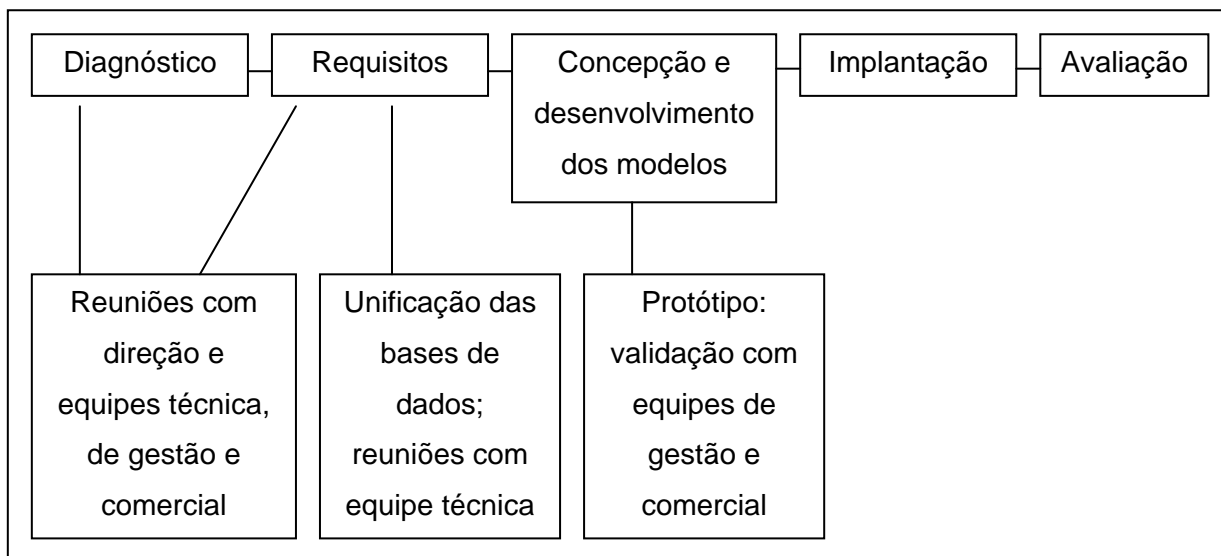 Diagnóstico
Requisitos
Concepção e
desenvolvimento
dos modelos
Implantação
Avaliação
Reuniões com
direção e
equipes técnica,
de gestão e
comercial
Unificação das
bases de
dados;
reuniões com
equipe técnica
Protótipo:
validação com
equipes de
gestão e
comercial